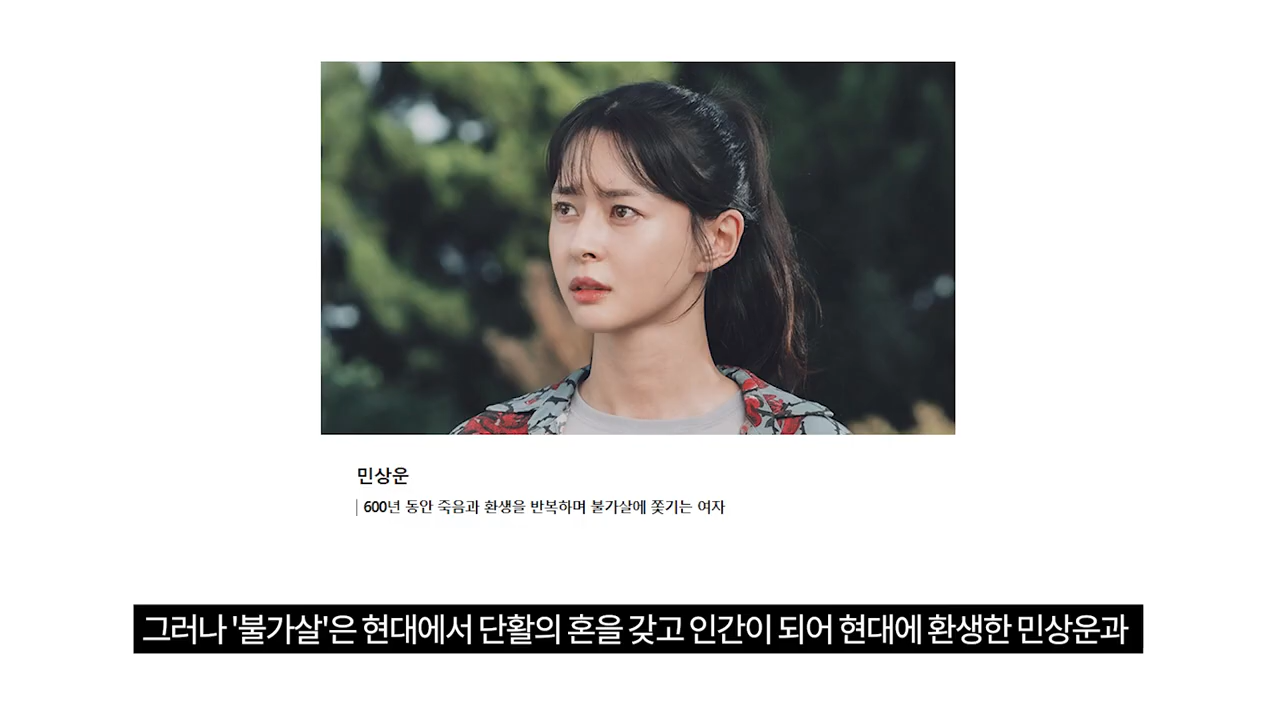 민상운
600년 동안 죽음과 환생을 반복하며 불가살에 쫓기는 여자
그러나 '불가살'은 현대에서 단활의 혼을 갖고 인간이 되어 현대에 환생한 민상운과